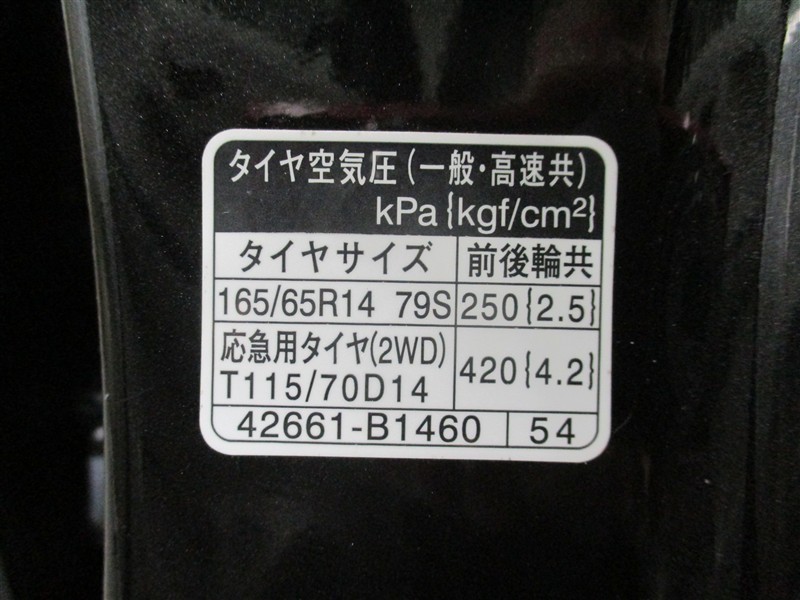 タイヤ空気圧(一般・高速共)
kPa{kgf/cm²}
タイヤサイズ 前後輪共
165/65R14 79S 250{2.5}
応急用タイヤ(2WD)
T115/70D14 420{4.2}
42661-B1460 54